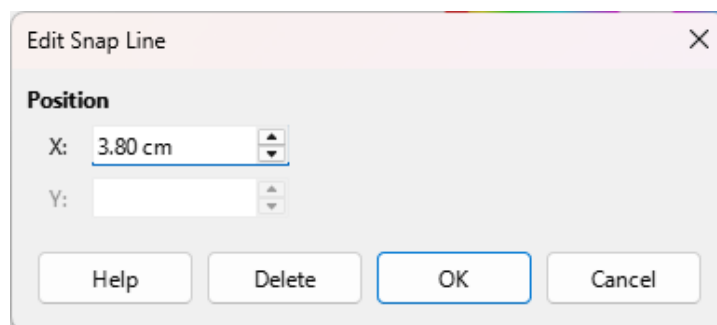 Edit Snap Line
Position
X: 3.80 cm
Y:
Help Delete OK Cancel